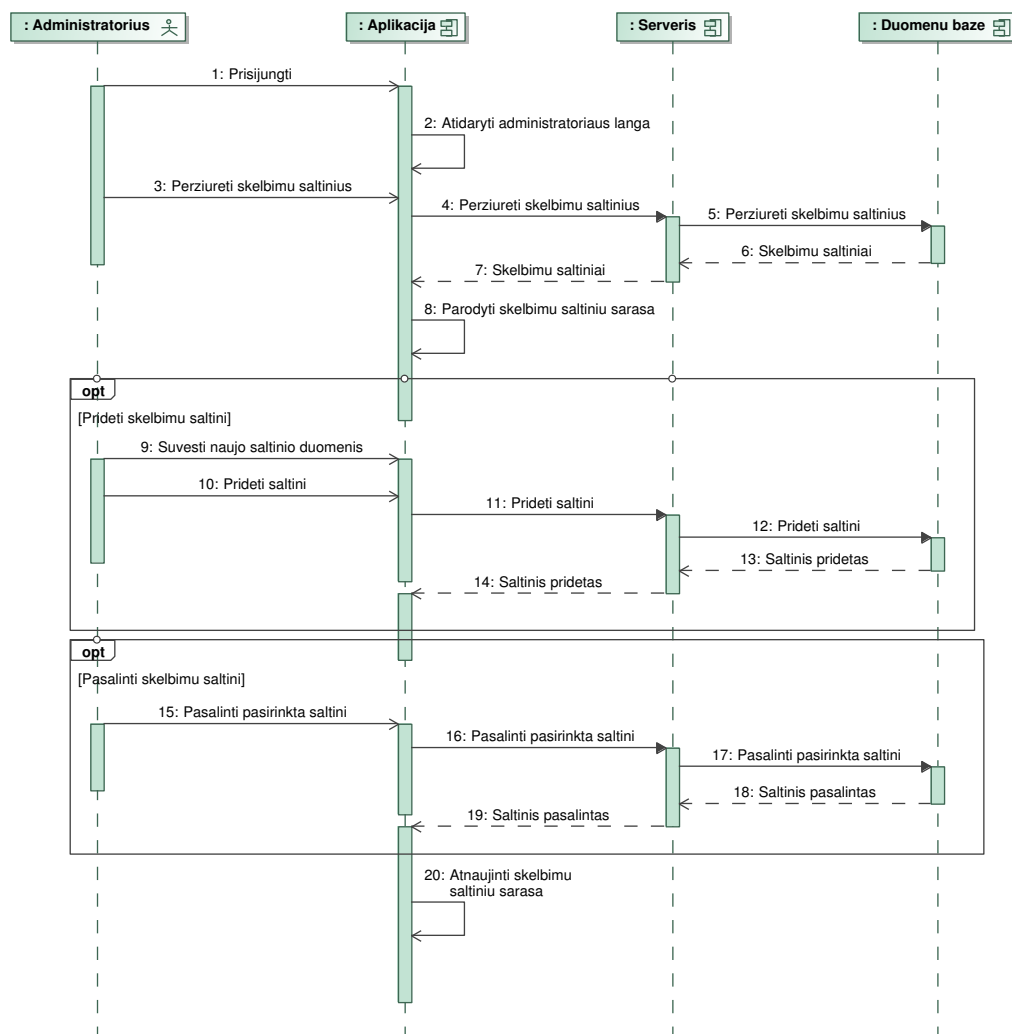 : Administratorius
: Aplikacija
: Serveris
: Duomenu baze
1: Prisijungti
2: Atidaryti administratoriaus langa
3: Perziureti skelbimu saltinius
4: Perziureti skelbimu saltinius
5: Perziureti skelbimu saltinius
6: Skelbimu saltiniai
7: Skelbimu saltiniai
8: Parodyti skelbimu saltiniu sarasa
opt
[Prideti skelbimu saltini]
9: Suvesti naujo saltinio duomenis
10: Prideti saltini
11: Prideti saltini
12: Prideti saltini
13: Saltinis pridetas
14: Saltinis pridetas
opt
[Pasalinti skelbimu saltini]
15: Pasalinti pasirinkta saltini
16: Pasalinti pasirinkta saltini
17: Pasalinti pasirinkta saltini
18: Saltinis pasalintas
19: Saltinis pasalintas
20: Atnaujinti skelbimu
saltiniu sarasa